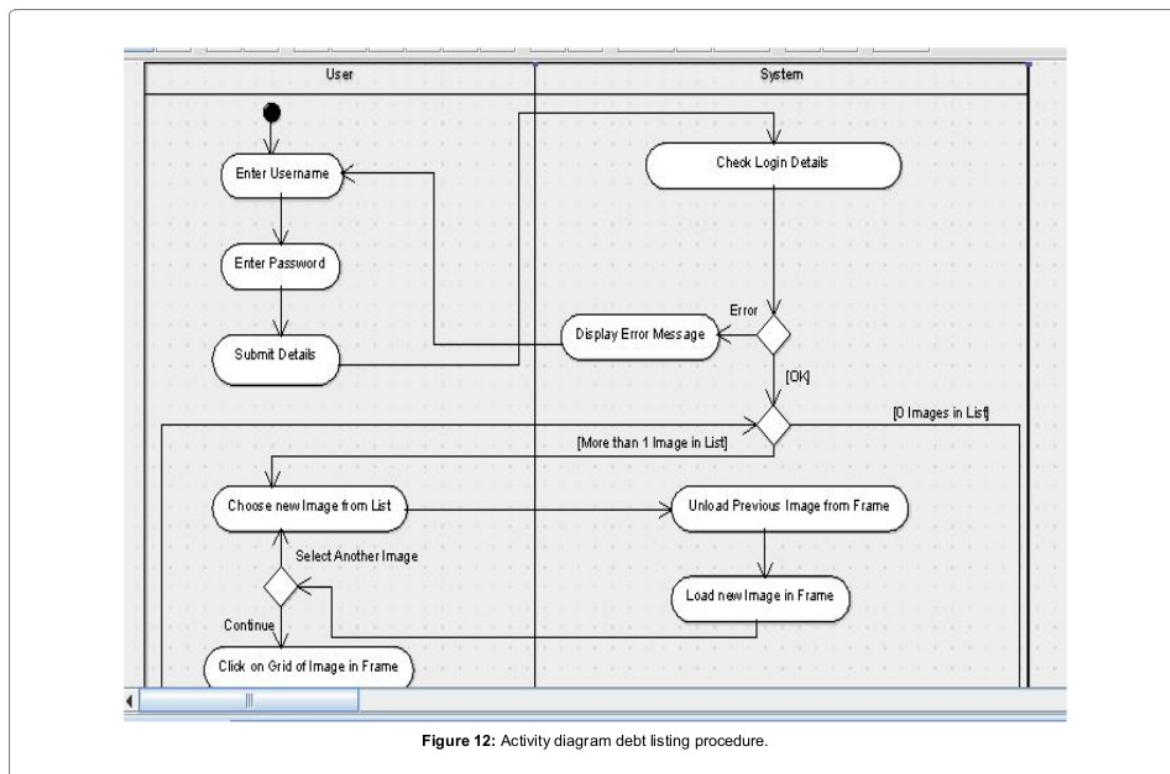 User
System
Enter Username
Check Login Details
Enter Password
Error
Display Error Message
Submit Details
[OK]
[0 Images in List]
[More than 1 Image in List]
Choose new Image from List
Unload Previous Image from Frame
Select Another Image
Load new Image in Frame
Continue
Click on Grid of Image in Frame
Figure 12: Activity diagram debt listing procedure.